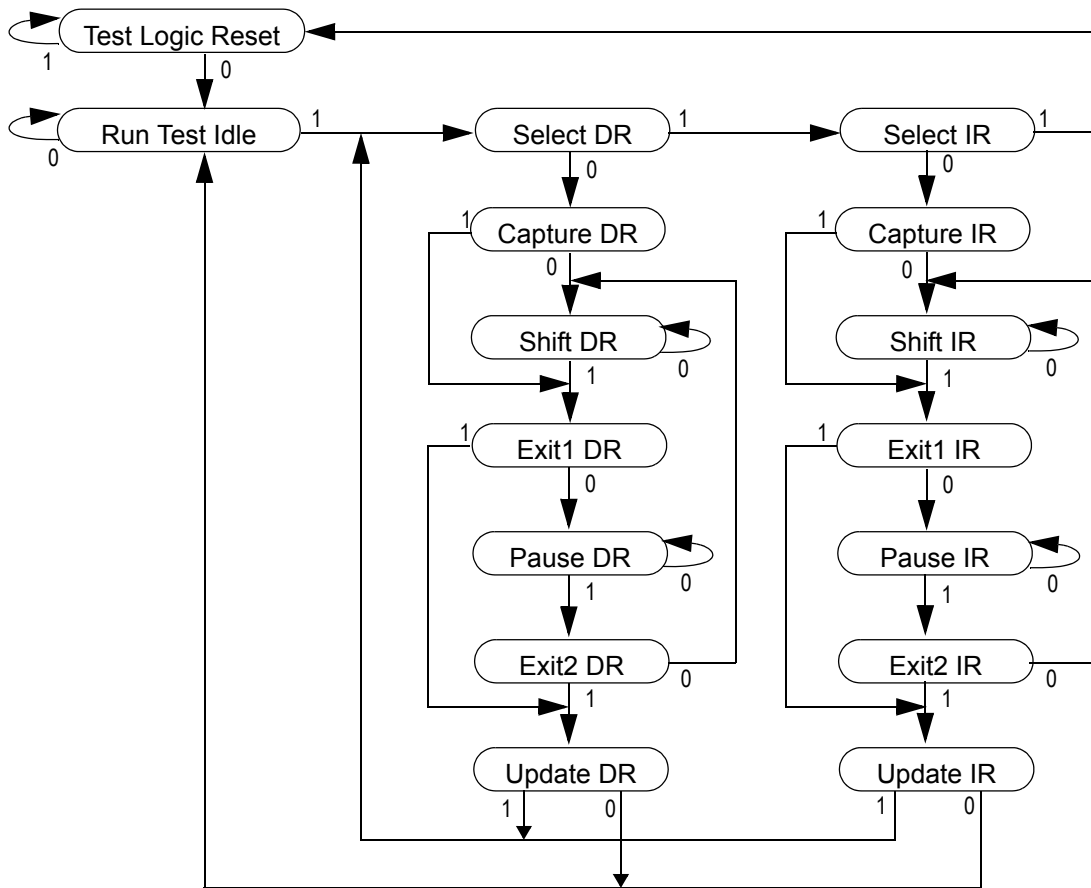 Test Logic Reset
1
0
Run Test Idle
1
Select DR
1
Select IR
1
0
0
0
1
Capture DR
1
Capture IR
0
0
Shift DR
Shift IR
0
0
1
1
1
Exit1 DR
1
Exit1 IR
0
0
Pause DR
Pause IR
0
0
1
1
Exit2 DR
Exit2 IR
0
0
1
1
Update DR
Update IR
1
0
1
0